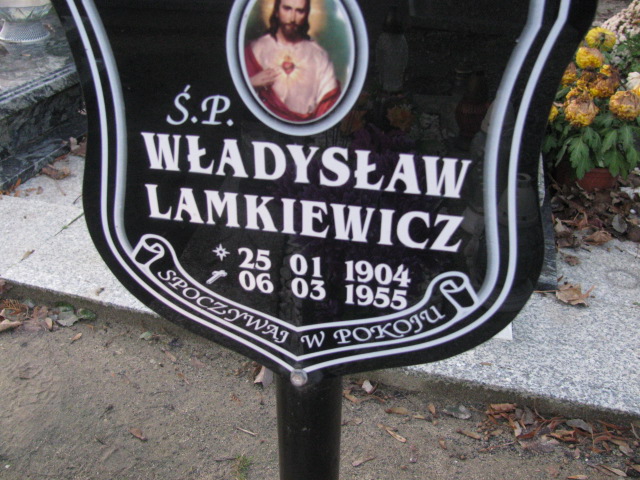 Ś.P.
WŁADYSŁAW
LAMKIEWICZ
* 25 01 1904
† 06 03 1955
SPOCZYWAJ W POKOJU